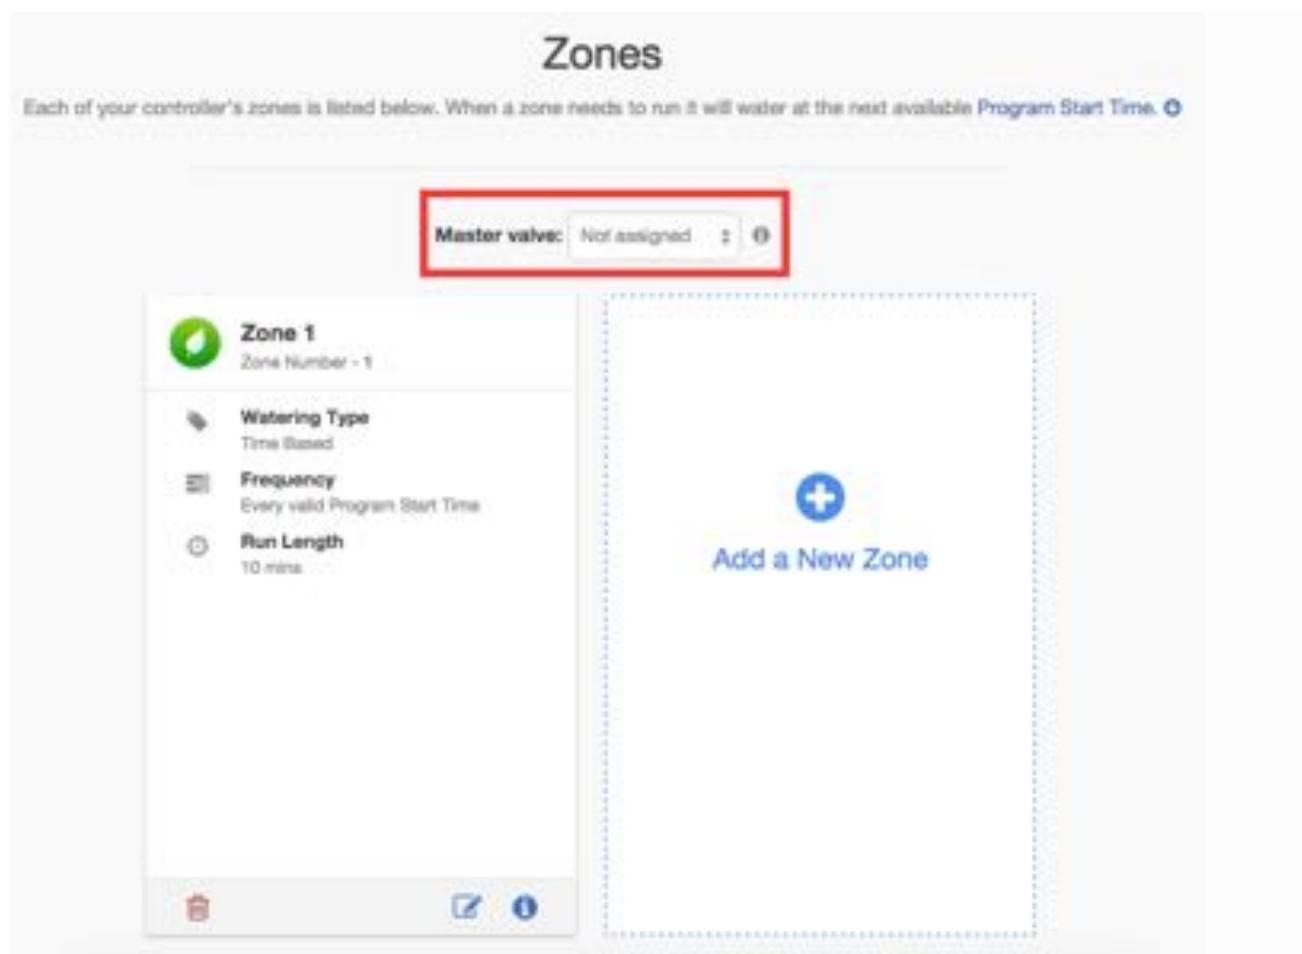 Zones
Each of your controller's zones is listed below. When a zone needs to run it will water at the next available Program Start Time.
Master valve: Not assigned
Zone 1
Zone Number - 1
Watering Type
Time Based
Frequency
Every valid Program Start Time
Run Length
10 mins
Add a New Zone